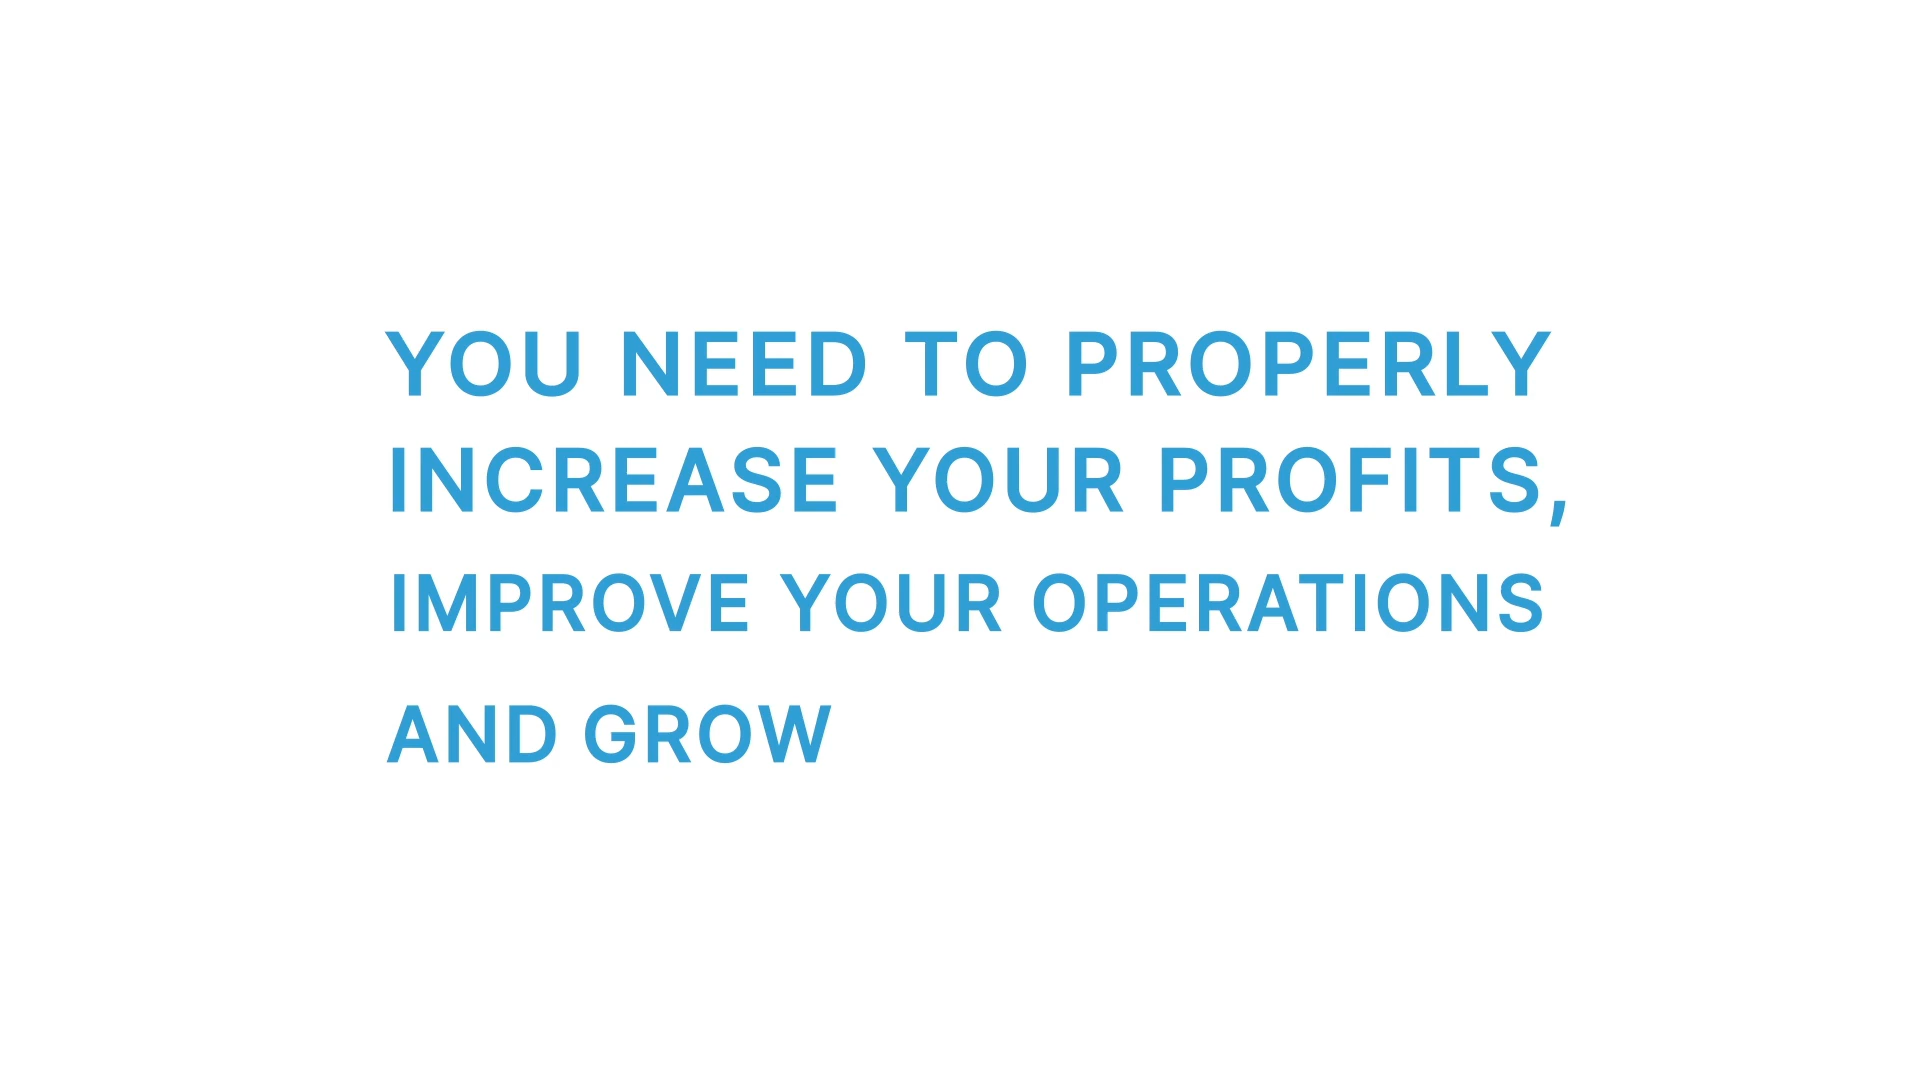 YOU NEED TO PROPERLY
INCREASE YOUR PROFITS,
IMPROVE YOUR OPERATIONS
AND GROW